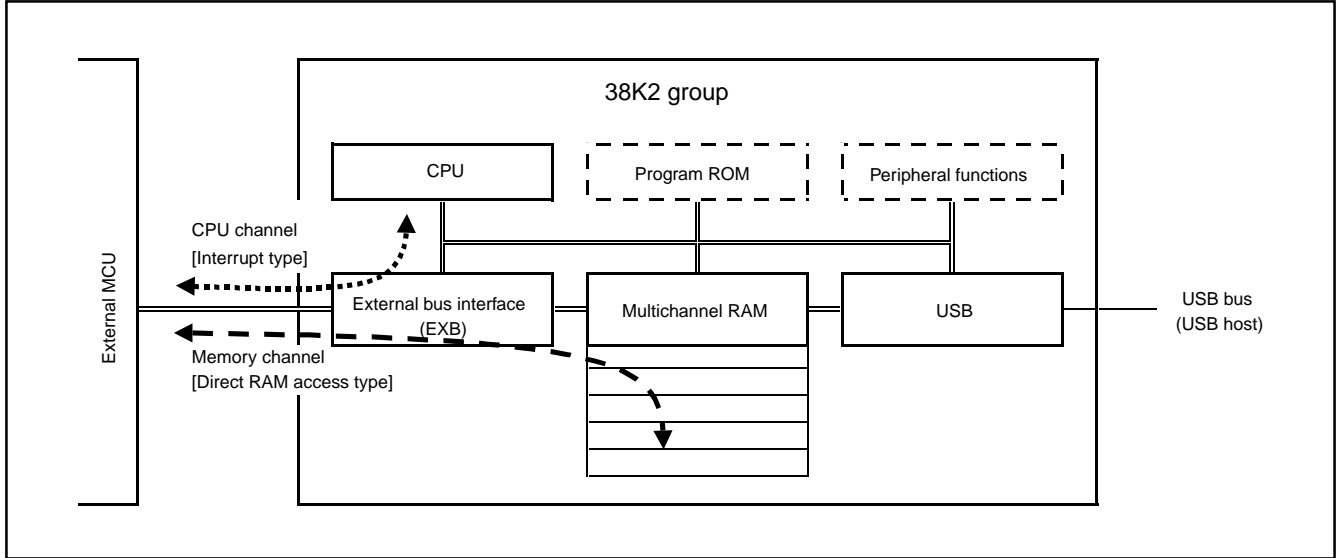 38K2 group
CPU
Program ROM
Peripheral functions
CPU channel
[Interrupt type]
External MCU
External bus interface
(EXB)
Multichannel RAM
USB
USB bus
(USB host)
Memory channel
[Direct RAM access type]